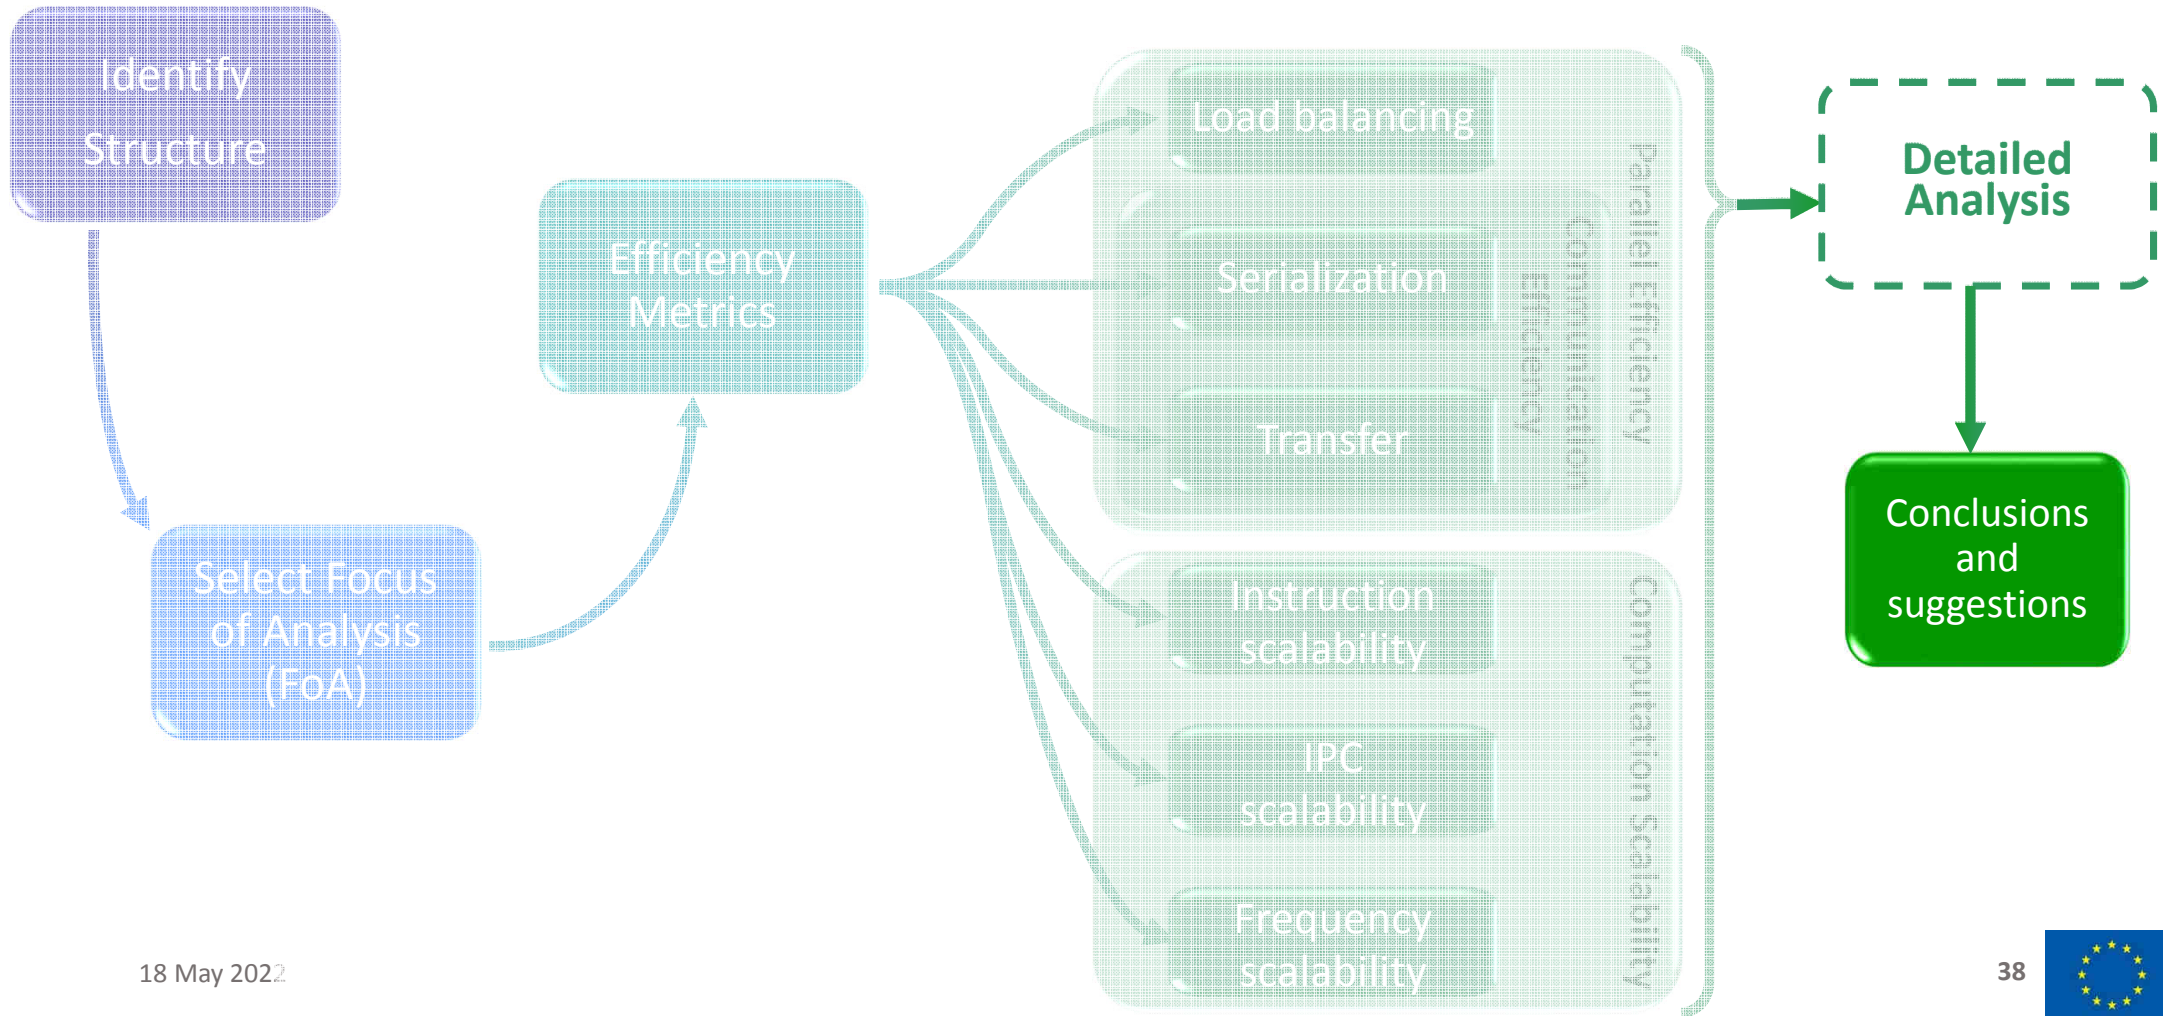 Identify
Structure
Select Focus
of Analysis
(FoA)
Efficiency
Metrics
Load balancing
Serialization
Transfer
Communication
Efficiency
Parallel Efficiency
Instruction
scalability
IPC
scalability
Frequency
scalability
Computation Scalability
Detailed
Analysis
Conclusions
and
suggestions
18 May 2022
38